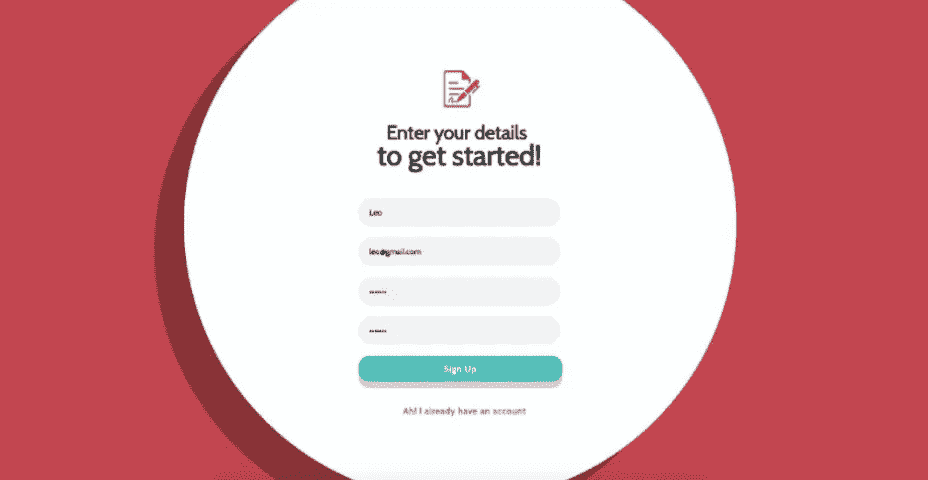 Enter your details
to get started!
Leo
leo@gmail.com
Sign Up
Ah! I already have an account